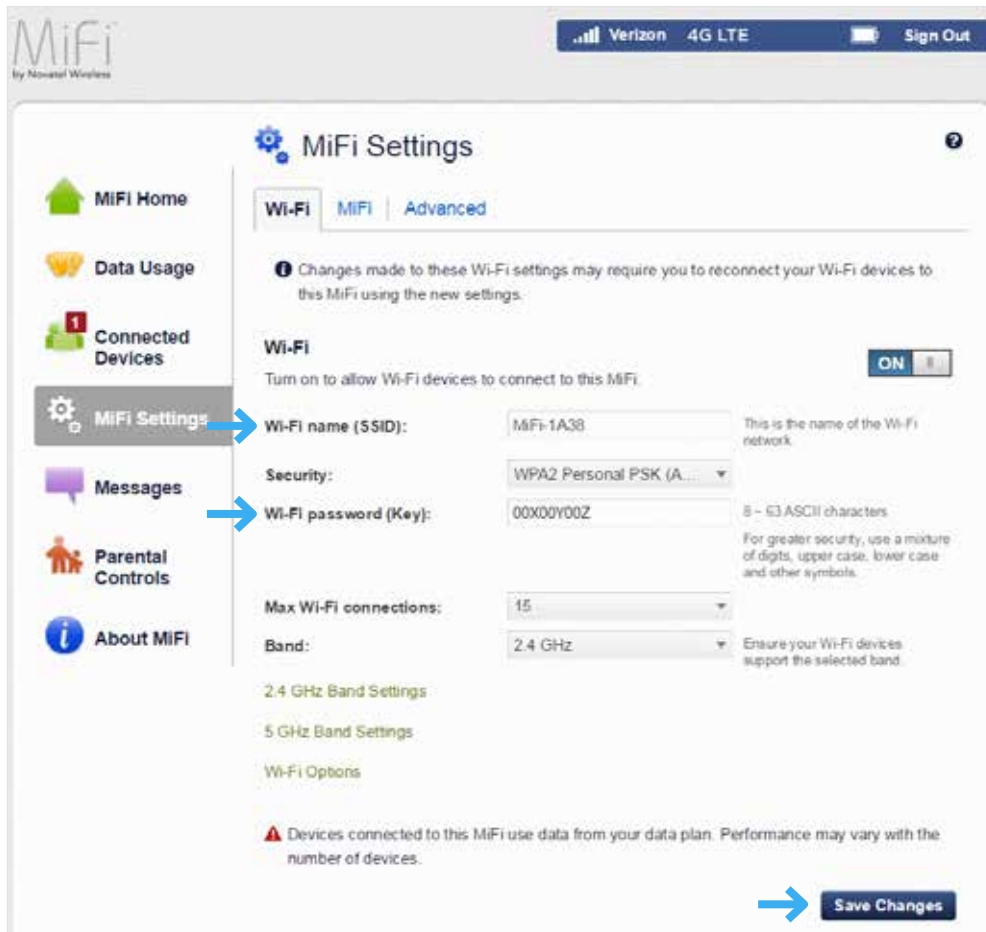 MiFi
by Novatel Wireless
Verizon 4G LTE Sign Out
MiFi Settings
MiFi Home
Data Usage
1
Connected
Devices
MiFi Settings
Messages
Parental
Controls
About MiFi
Wi-Fi MiFi Advanced
Changes made to these Wi-Fi settings may require you to reconnect your Wi-Fi devices to
this MiFi using the new settings.
Wi-Fi
ON
Turn on to allow Wi-Fi devices to connect to this MiFi.
Wi-Fi name (SSID): MiFi-1A38 This is the name of the Wi-Fi
network
Security: WPA2 Personal PSK (A...
Wi-Fi password (Key): 00X00Y00Z 8 – 63 ASCII characters
For greater security, use a mixture
of digits, upper case, lower case
and other symbols.
Max Wi-Fi connections: 15
Band: 2.4 GHz Ensure your Wi-Fi devices
support the selected band.
2.4 GHz Band Settings
5 GHz Band Settings
Wi-Fi Options
Devices connected to this MiFi use data from your data plan. Performance may vary with the
number of devices.
Save Changes